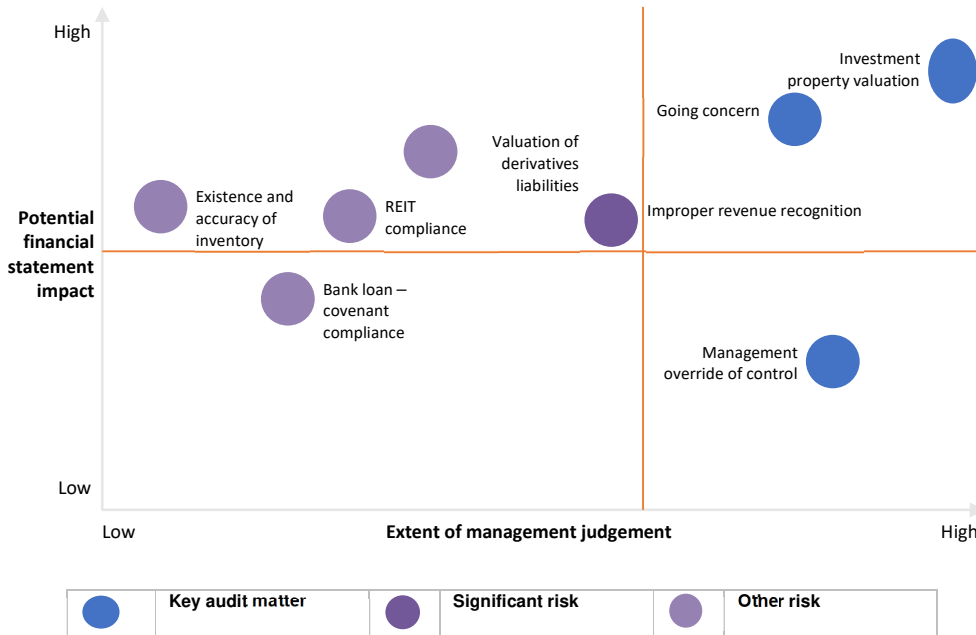 High
Investment
property valuation
Going concern
Valuation of
derivatives
liabilities
Existence and
accuracy of
inventory
REIT
compliance
Improper revenue recognition
Potential
financial
statement
impact
Bank loan –
covenant
compliance
Management
override of control
Low
Low
Extent of management judgement
High
Key audit matter
Significant risk
Other risk